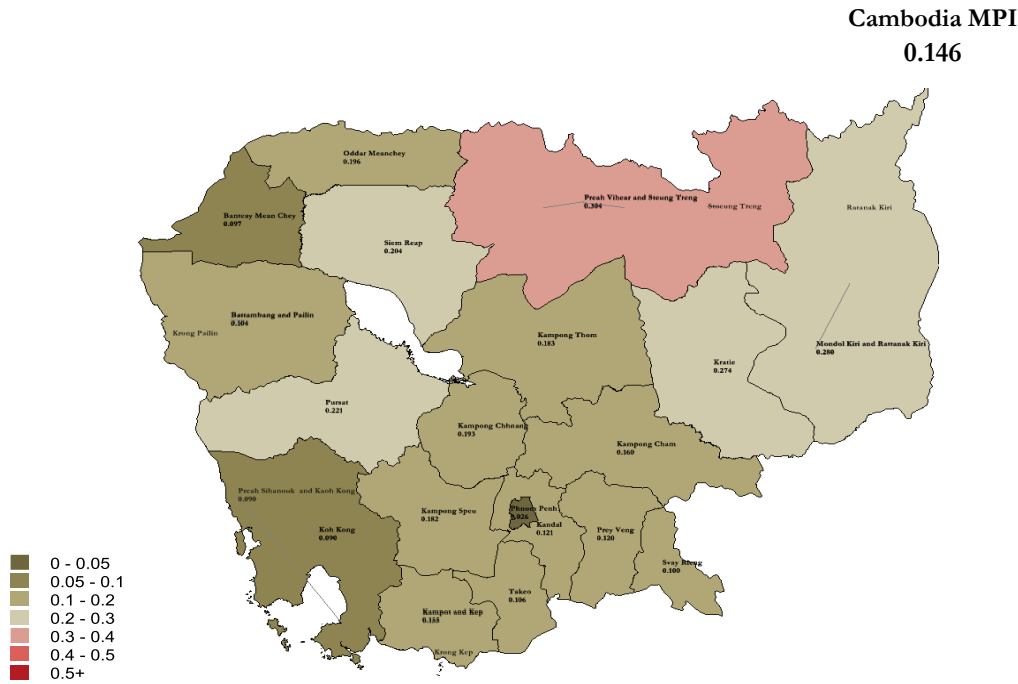 Cambodia MPI
0.146
Oddar Meanchey
0.196
Banteay Mean Chey
0.097
Siem Reap
0.204
Preah Vihear and Steung Treng
0.304
Stoeung Treng
Ratanak Kiri
Battambang and Pailin
0.104
Krong Pailin
Kampong Thom
0.183
Mondol Kiri and Rattanak Kiri
0.280
Kratie
0.274
Pursat
0.221
Kampong Chhnang
0.193
Kampong Cham
0.160
Preah Sihanouk and Kaoh Kong
0.090
Koh Kong
0.090
Kampong Speu
0.182
Phnom Penh
0.026
Kandal
0.121
Prey Veng
0.120
Svay Rieng
0.100
Takeo
0.106
Kampot and Kep
Krong Kep
0 - 0.05
0.05 - 0.1
0.1 - 0.2
0.2 - 0.3
0.3 - 0.4
0.4 - 0.5
0.5+